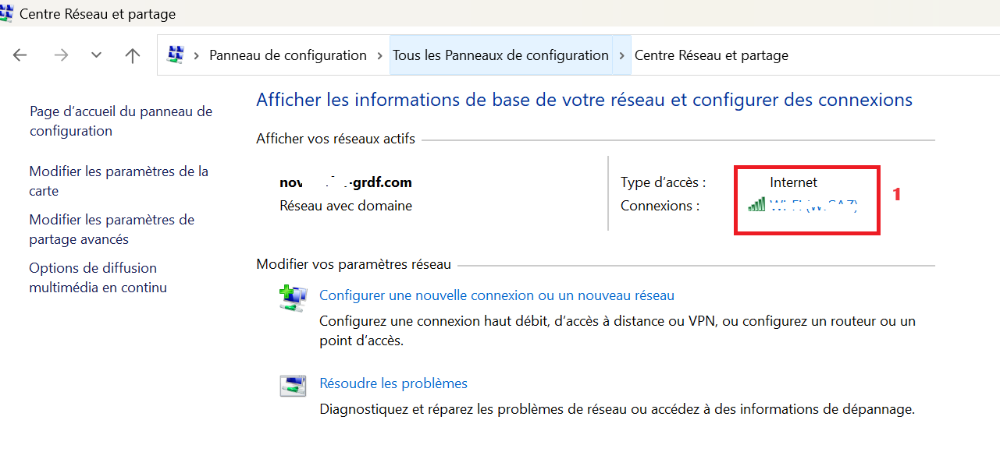 Centre Réseau et partage
Panneau de configuration > Tous les Panneaux de configuration > Centre Réseau et partage
Page d'accueil du panneau de configuration
Modifier les paramètres de la carte
Modifier les paramètres de partage avancés
Options de diffusion multimédia en continu
Afficher les informations de base de votre réseau et configurer des connexions
Afficher vos réseaux actifs
-grdf.com
Réseau avec domaine
Type d'accès : Internet
Connexions :
1
Modifier vos paramètres réseau
Configurer une nouvelle connexion ou un nouveau réseau
Configurez une connexion haut débit, d'accès à distance ou VPN, ou configurez un routeur ou un
point d'accès.
Résoudre les problèmes
Diagnostiquez et réparez les problèmes de réseau ou accédez à des informations de dépannage.